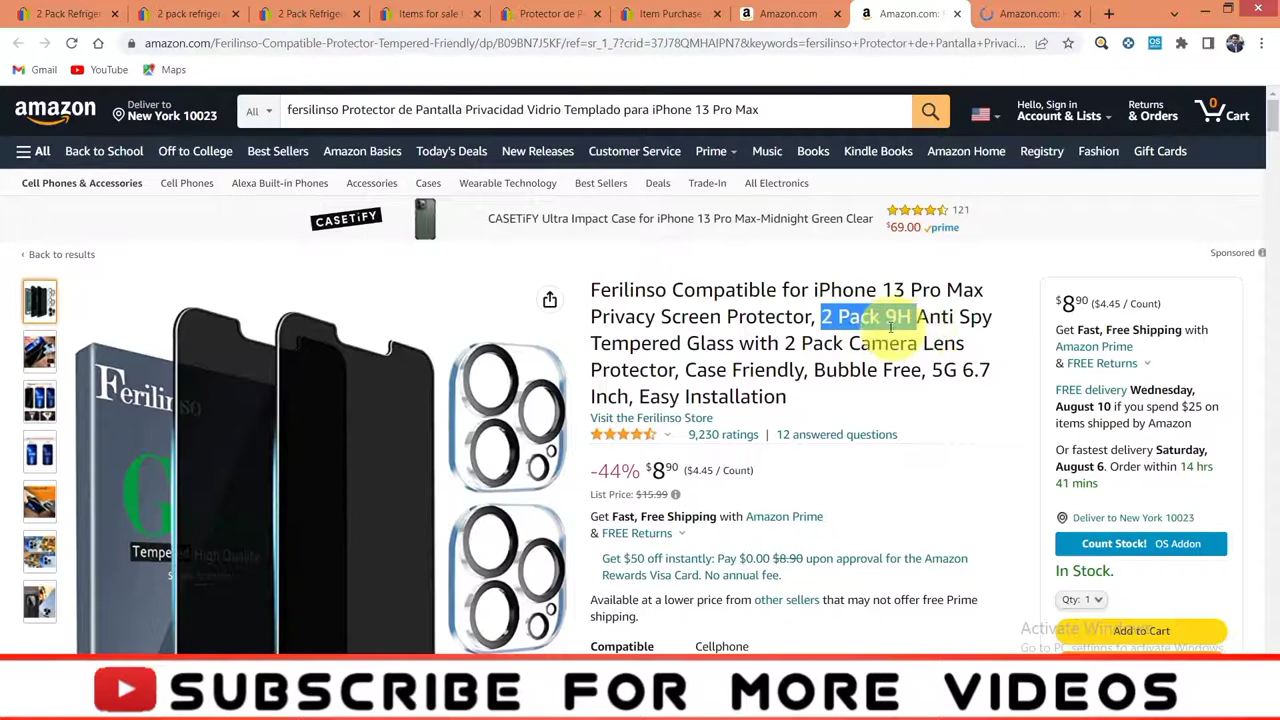 2 Pack Refriger
2 pack refriger
2 Pack Refriger
Items for sale
Protector de P
Item Purchase
Amazon.com
Amazon.com: F
Amazon.com:
amazon.com/Ferilinso-Compatible-Protector-Tempered-Friendly/dp/B09BN7J5KF/ref=sr_1_7?crid=37J78QMHAIPN7&keywords=fersilinso+Protector+de+Pantalla+Privaci...
Gmail
YouTube
Maps
amazon
Deliver to
New York 10023
All
fersilinso Protector de Pantalla Privacidad Vidrio Templado para iPhone 13 Pro Max
Hello, Sign in
Account & Lists
Returns
& Orders
0
Cart
All
Back to School
Off to College
Best Sellers
Amazon Basics
Today's Deals
New Releases
Customer Service
Prime
Music
Books
Kindle Books
Amazon Home
Registry
Fashion
Gift Cards
Cell Phones & Accessories
Cell Phones
Alexa Built-in Phones
Accessories
Cases
Wearable Technology
Best Sellers
Deals
Trade-In
All Electronics
CASETiFY
CASETiFY Ultra Impact Case for iPhone 13 Pro Max-Midnight Green Clear
121
$69.00 prime
‹ Back to results
Sponsored
Ferilinso Compatible for iPhone 13 Pro Max
Privacy Screen Protector, 2 Pack 9H Anti Spy
Tempered Glass with 2 Pack Camera Lens
Protector, Case Friendly, Bubble Free, 5G 6.7
Inch, Easy Installation
Visit the Ferilinso Store
9,230 ratings | 12 answered questions
-44% $8 90 ($4.45 / Count)
List Price: $15.99
Get Fast, Free Shipping with Amazon Prime
& FREE Returns
Get $50 off instantly: Pay $0.00 $8.90 upon approval for the Amazon
Rewards Visa Card. No annual fee.
Available at a lower price from other sellers that may not offer free Prime
shipping.
Compatible Cellphone
Ferilinso
G
Tempered High Quality
$8 90 ($4.45 / Count)
Get Fast, Free Shipping with
Amazon Prime
& FREE Returns
FREE delivery Wednesday,
August 10 if you spend $25 on
items shipped by Amazon
Or fastest delivery Saturday,
August 6. Order within 14 hrs
41 mins
Deliver to New York 10023
Count Stock! OS Addon
In Stock.
Qty: 1
Add to Cart
Activate Windows
Go to PC settings to activate Windows.
SUBSCRIBE FOR MORE VIDEOS